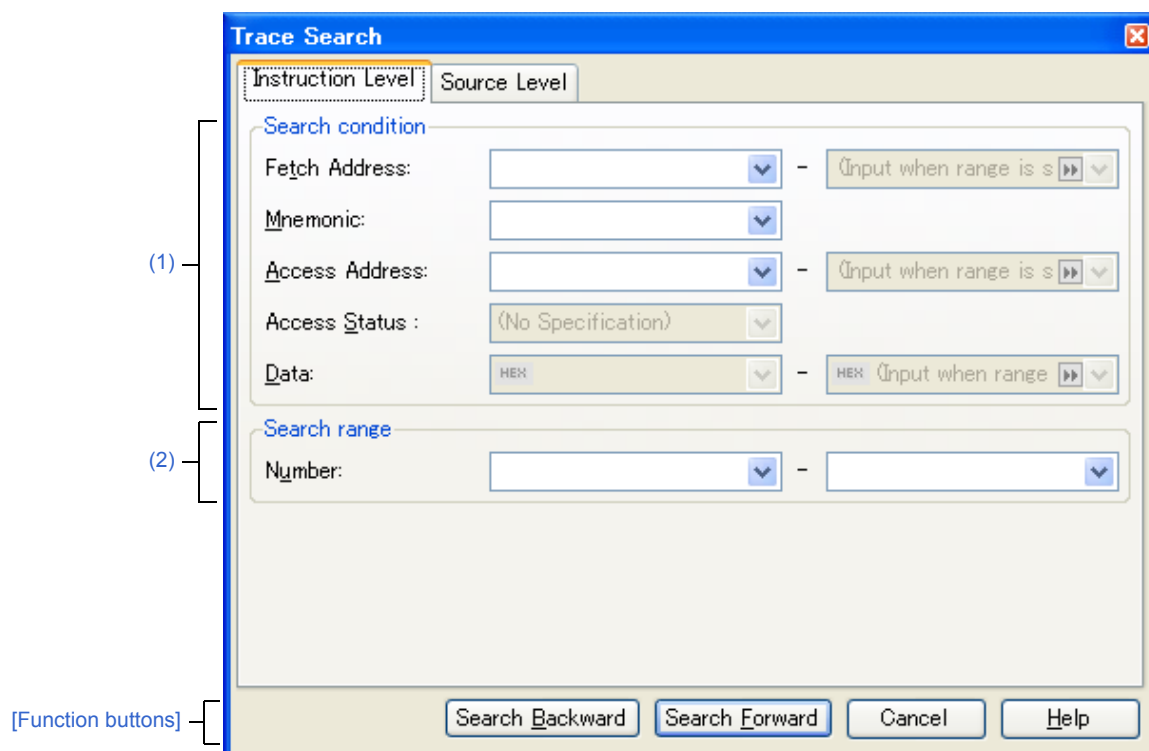 Trace Search
Instruction Level Source Level
(1)
Search condition
Fetch Address: - (Input when range is s
Mnemonic:
Access Address: - (Input when range is s
Access Status : (No Specification)
Data: HEX - HEX (Input when range
(2)
Search range
Number: -
[Function buttons]
Search Backward Search Forward Cancel Help